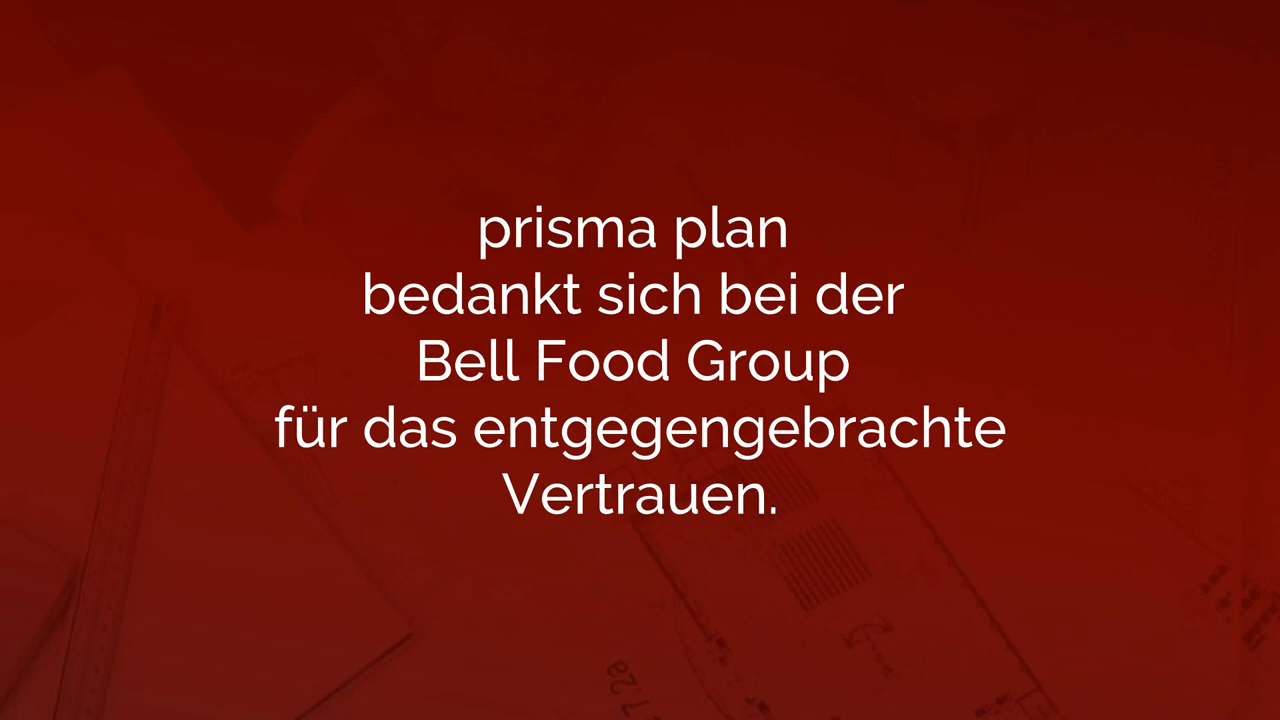 prisma plan
bedankt sich bei der
Bell Food Group
für das entgegengebrachte
Vertrauen.